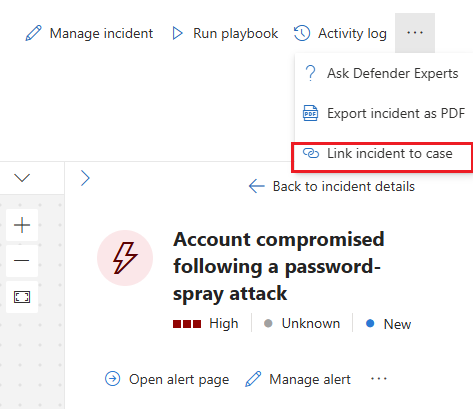 Manage incident Run playbook Activity log ...
Ask Defender Experts
PDF Export incident as PDF
Link incident to case
Back to incident details
Account compromised
following a password-
spray attack
High Unknown New
Open alert page Manage alert ...